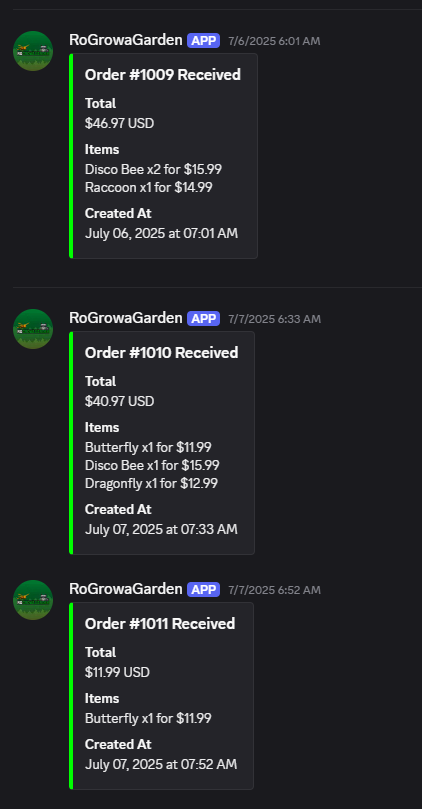 RoGrowaGarden APP 7/6/2025 6:01 AM
Order #1009 Received
Total
$46.97 USD
Items
Disco Bee x2 for $15.99
Raccoon x1 for $14.99
Created At
July 06, 2025 at 07:01 AM
RoGrowaGarden APP 7/7/2025 6:33 AM
Order #1010 Received
Total
$40.97 USD
Items
Butterfly x1 for $11.99
Disco Bee x1 for $15.99
Dragonfly x1 for $12.99
Created At
July 07, 2025 at 07:33 AM
RoGrowaGarden APP 7/7/2025 6:52 AM
Order #1011 Received
Total
$11.99 USD
Items
Butterfly x1 for $11.99
Created At
July 07, 2025 at 07:52 AM